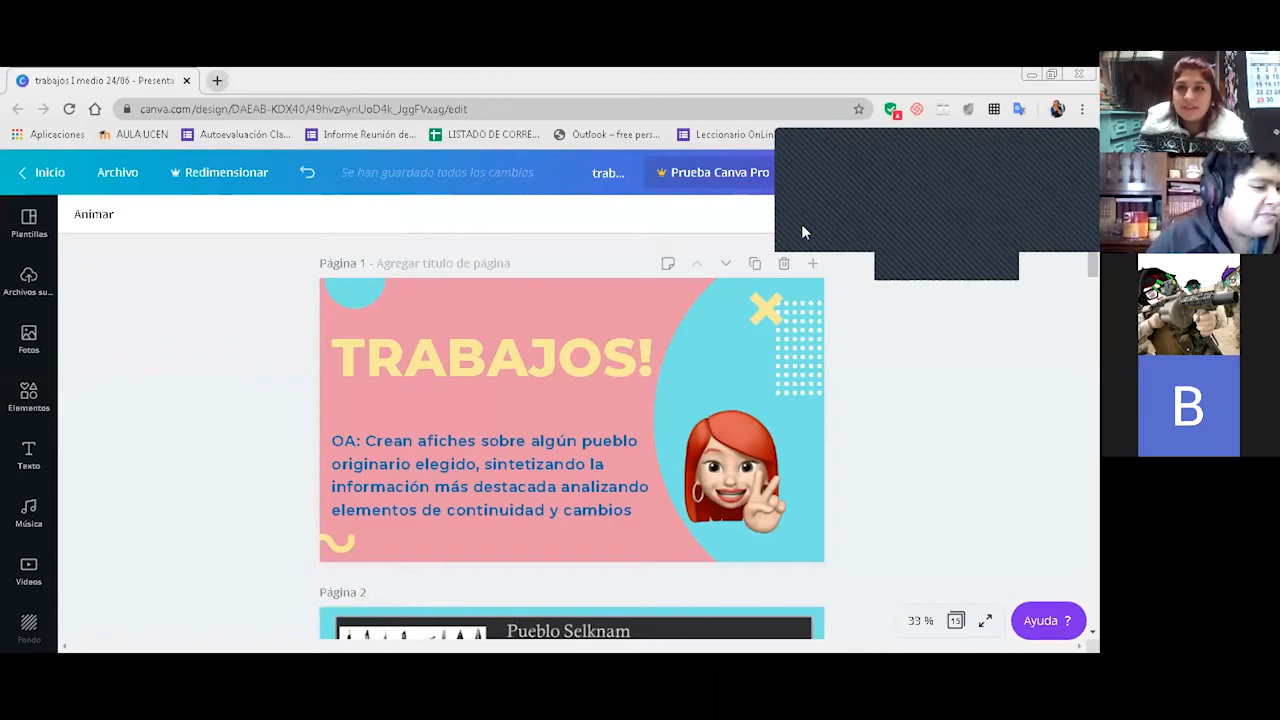 trabajos I medio 24/06 - Presenta
canva.com/design/DAEAB-KDX40/49hvzAynUoD4k_JggFVxag/edit
Aplicaciones
AULA UCEN
Autoevaluación Cla...
Informe Reunión de...
LISTADO DE CORRE...
Outlook – free pers...
Leccionario OnLin
Inicio
Archivo
Redimensionar
Se han guardado todos los cambios
trab...
Prueba Canva Pro
Plantillas
Archivos su...
Fotos
Elementos
Texto
Música
Videos
Fondo
Animar
Página 1 - Agregar título de página
TRABAJOS!
OA: Crean afiches sobre algún pueblo
originario elegido, sintetizando la
información más destacada analizando
elementos de continuidad y cambios
Página 2
Pueblo Selknam
33 %
15
Ayuda ?
B